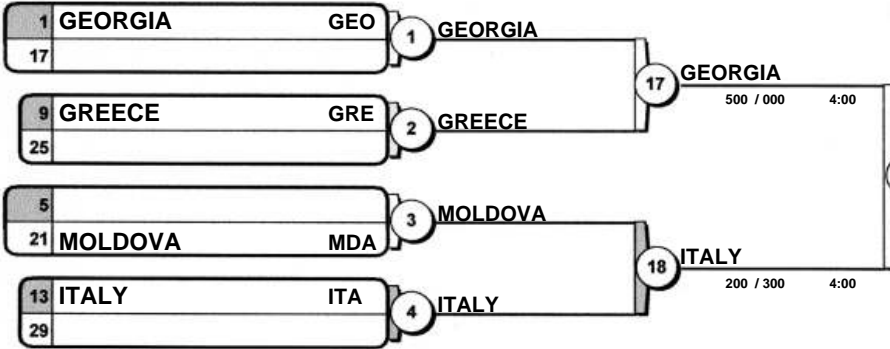 1 GEORGIA GEO
17
1 GEORGIA
9 GREECE GRE
25
2 GREECE
17 GEORGIA
500 / 000 4:00
5
21 MOLDOVA MDA
3 MOLDOVA
13 ITALY ITA
29
4 ITALY
18 ITALY
200 / 300 4:00